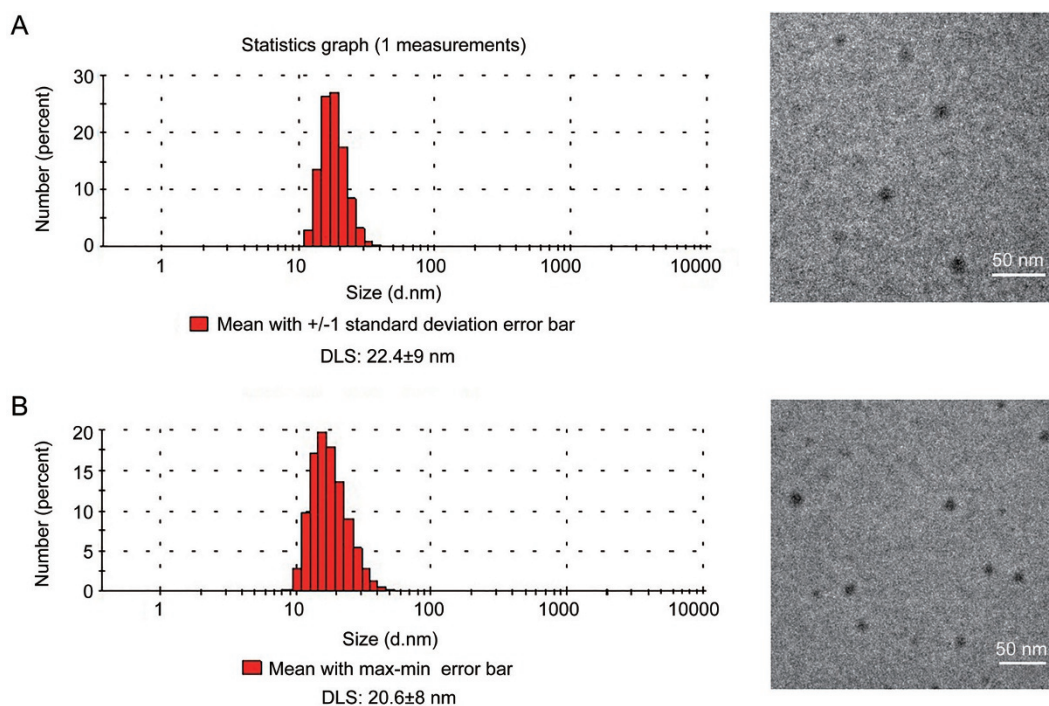 A
Statistics graph (1 measurements)
Number (percent)
30
20
10
0
1
10
100
1000
10000
Size (d.nm)
Mean with +/-1 standard deviation error bar
DLS: 22.4±9 nm
50 nm
B
Number (percent)
20
15
10
5
0
1
10
100
1000
10000
Size (d.nm)
Mean with max-min error bar
DLS: 20.6±8 nm
50 nm